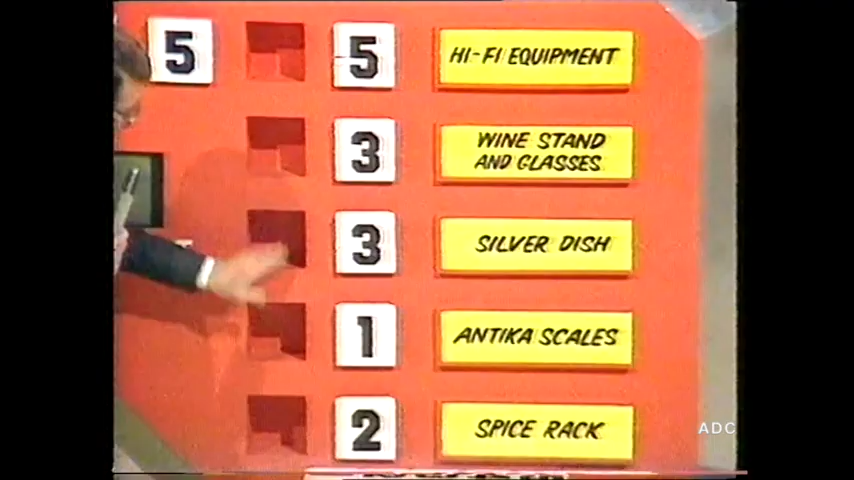 5 5 HI-FI EQUIPMENT
3 WINE STAND
AND GLASSES
3 SILVER DISH
1 ANTIKA SCALES
2 SPICE RACK
ADC